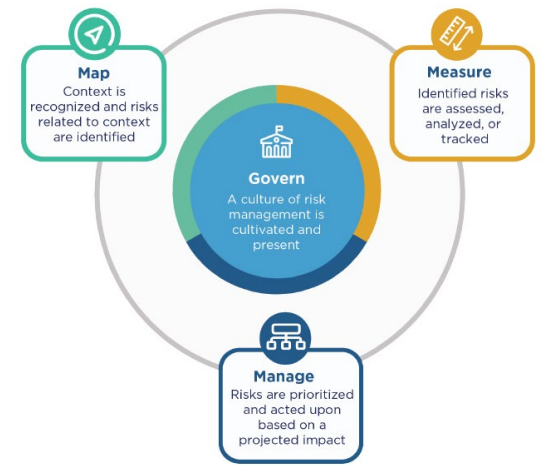 Map
Context is
recognized and risks
related to context
are identified
Measure
Identified risks
are assessed,
analyzed, or
tracked
Govern
A culture of risk
management is
cultivated and
present
Manage
Risks are prioritized
and acted upon
based on a
projected impact